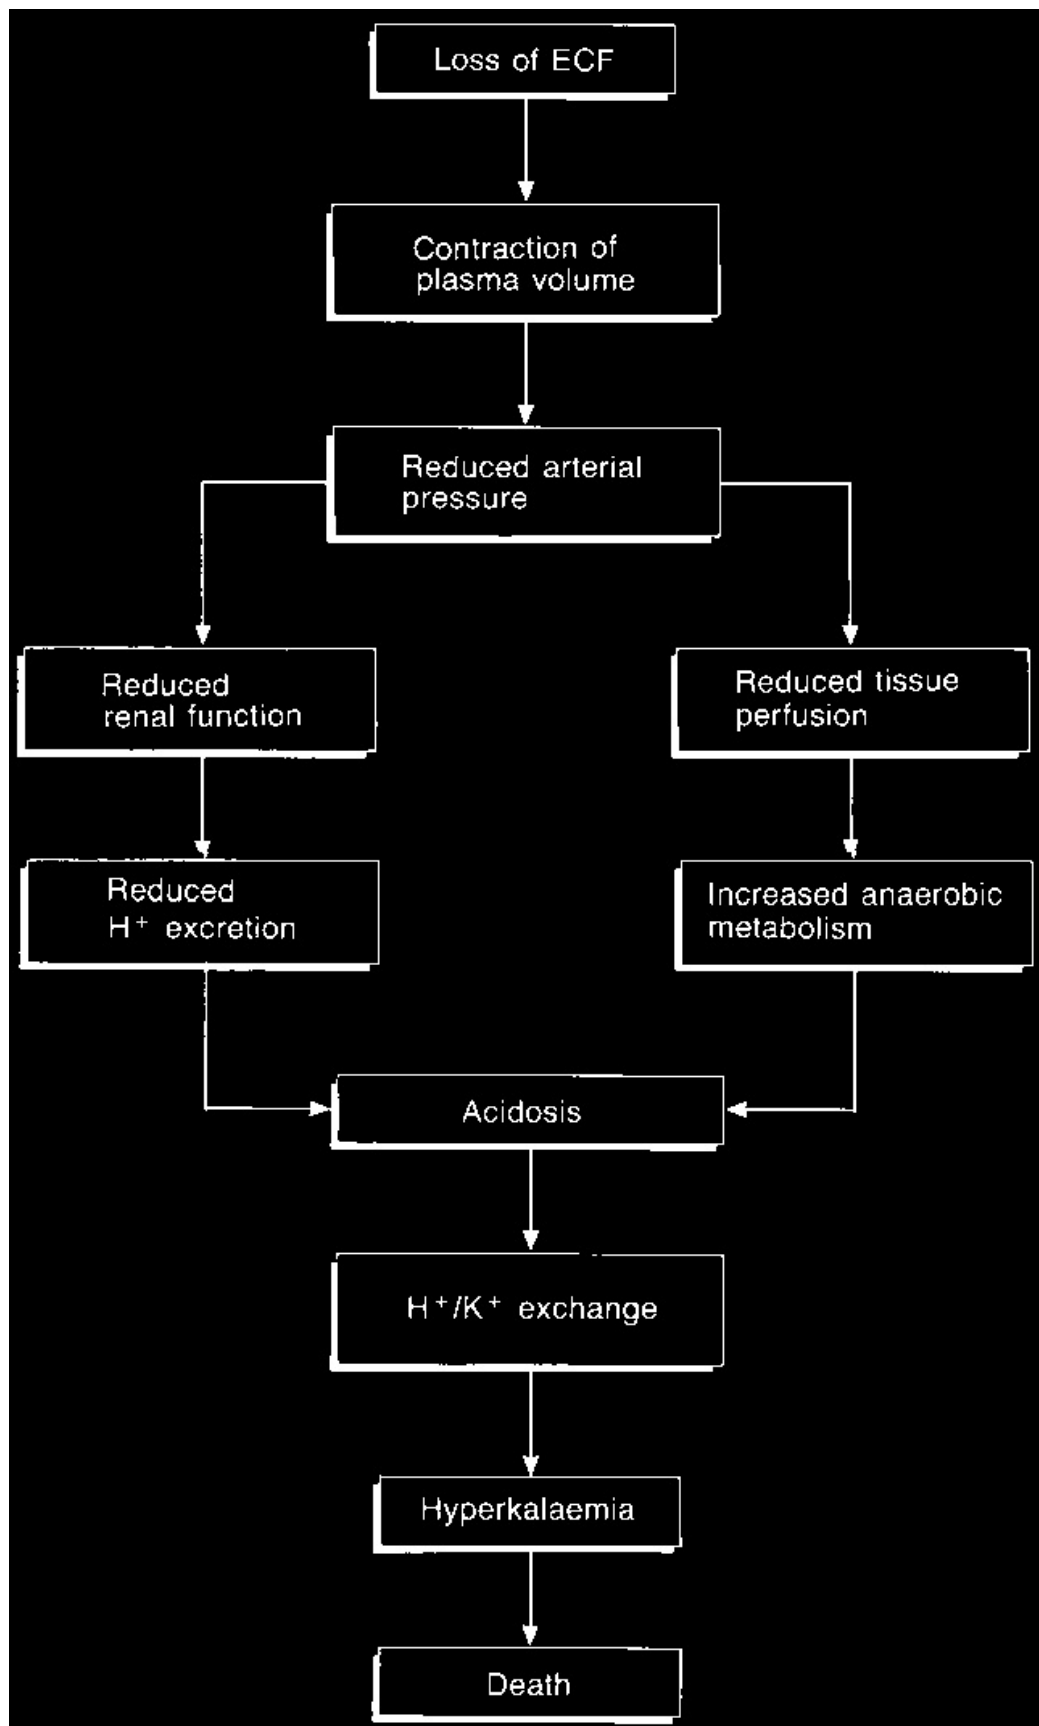 Loss of ECF
Contraction of
plasma volume
Reduced arterial
pressure
Reduced
renal function
Reduced tissue
perfusion
Reduced
H⁺ excretion
Increased anaerobic
metabolism
Acidosis
H⁺/K⁺ exchange
Hyperkalaemia
Death